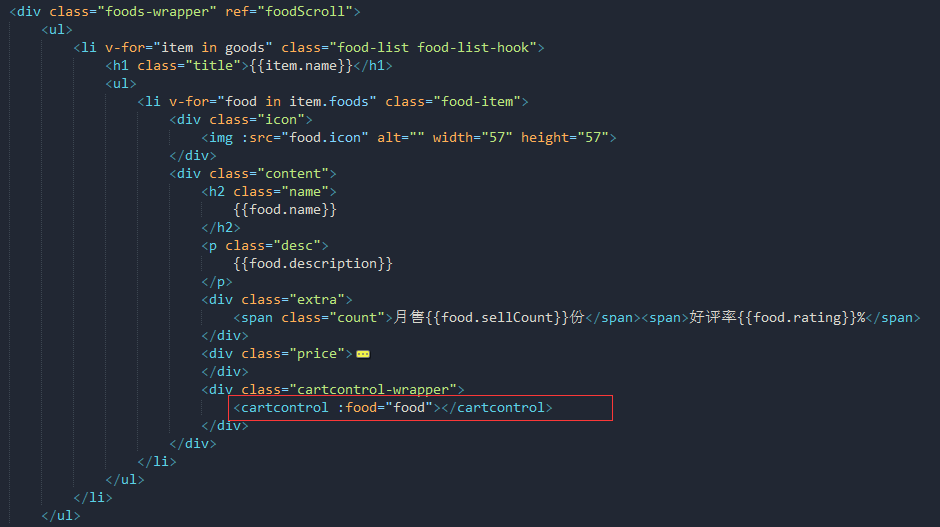 <div class="foods-wrapper" ref="foodScroll">
<ul>
<li v-for="item in goods" class="food-list food-list-hook">
<h1 class="title">{{item.name}}</h1>
<ul>
<li v-for="food in item.foods" class="food-item">
<div class="icon">
<img :src="food.icon" alt="" width="57" height="57">
</div>
<div class="content">
<h2 class="name">
{{food.name}}
</h2>
<p class="desc">
{{food.description}}
</p>
<div class="extra">
<span class="count">月售{{food.sellCount}}份</span><span>好评率{{food.rating}}%</span>
</div>
<div class="price">
</div>
<div class="cartcontrol-wrapper">
<cartcontrol :food="food"></cartcontrol>
</div>
</div>
</li>
</ul>
</li>
</ul>